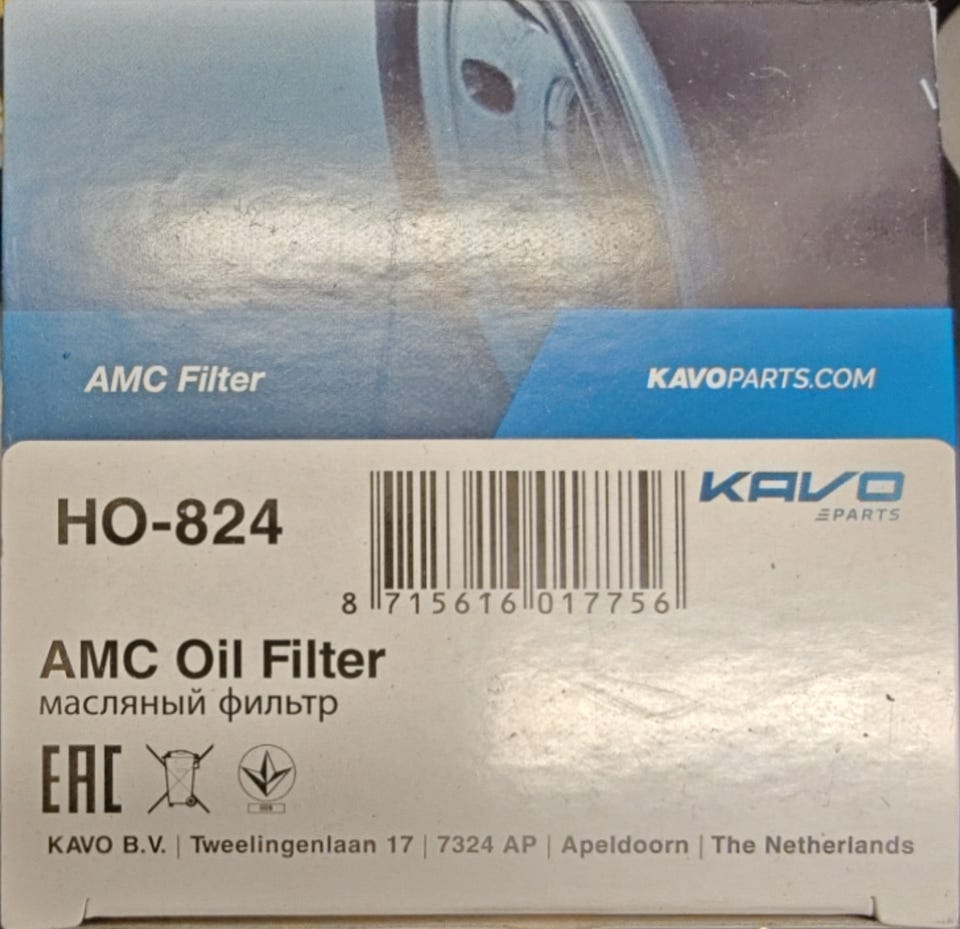 AMC Filter
KAVOPARTS.COM
HO-824
KAVO
PARTS
8 715616 017756
AMC Oil Filter
масляный фильтр
EAC
KAVO B.V. | Tweelingenlaan 17 | 7324 AP | Apeldoorn | The Netherlands